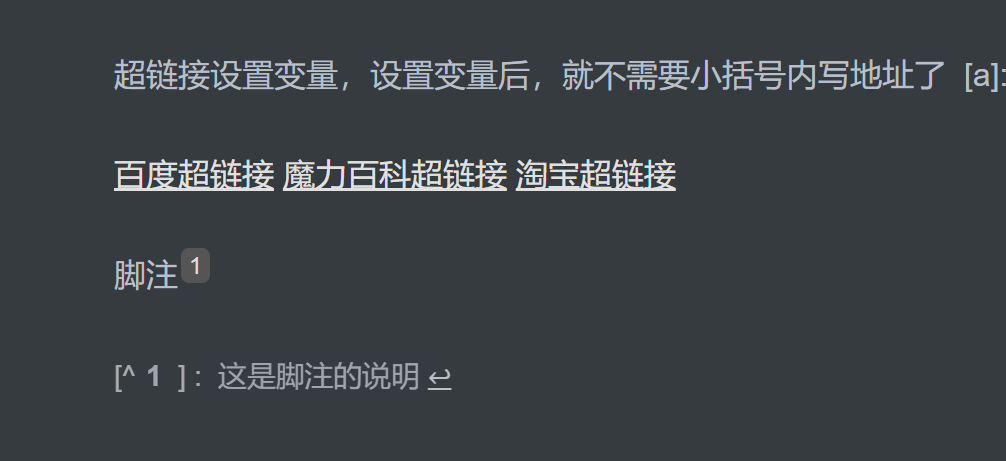 超链接设置变量，设置变量后，就不需要小括号内写地址了 [a]:
百度超链接 魔力百科超链接 淘宝超链接
脚注1
[^ 1 ] : 这是脚注的说明 ↩